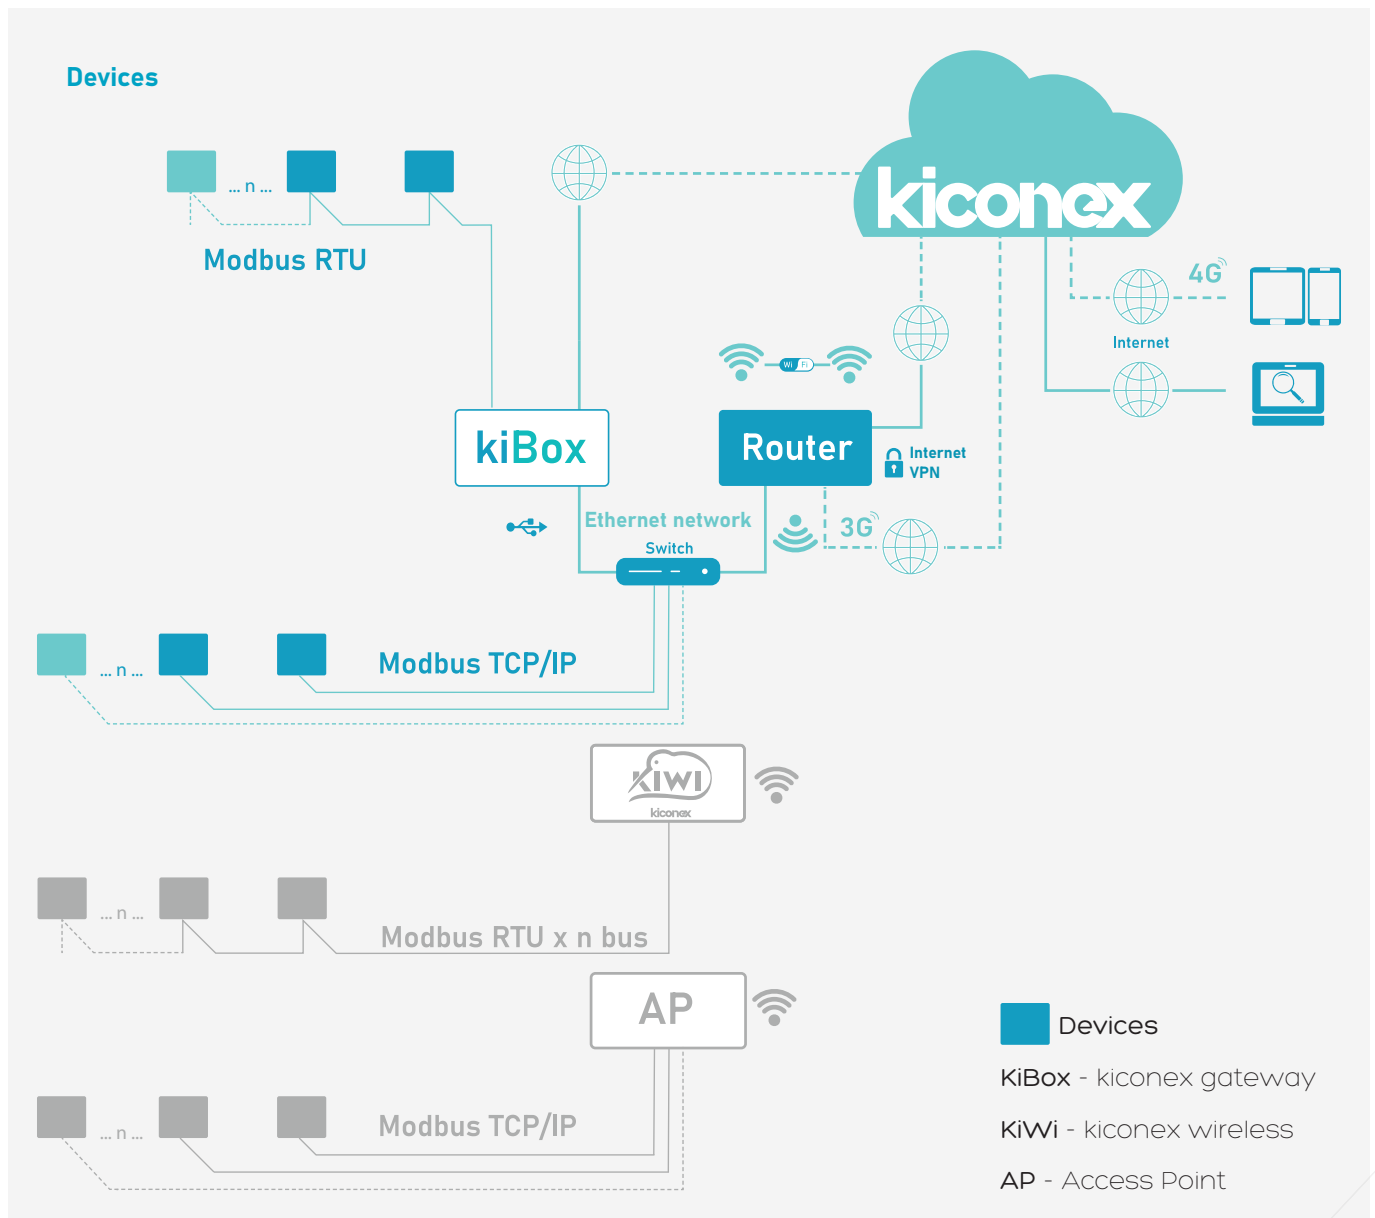 Devices
kiconex
... n ...
Modbus RTU
4G
Internet
Wi Fi
kiBox
Router
Internet
VPN
Ethernet network
3G
Switch
... n ...
Modbus TCP/IP
KIWI
kiconex
... n ...
Modbus RTU x n bus
AP
Devices
KiBox - kiconex gateway
... n ...
Modbus TCP/IP
KiWi - kiconex wireless
AP - Access Point